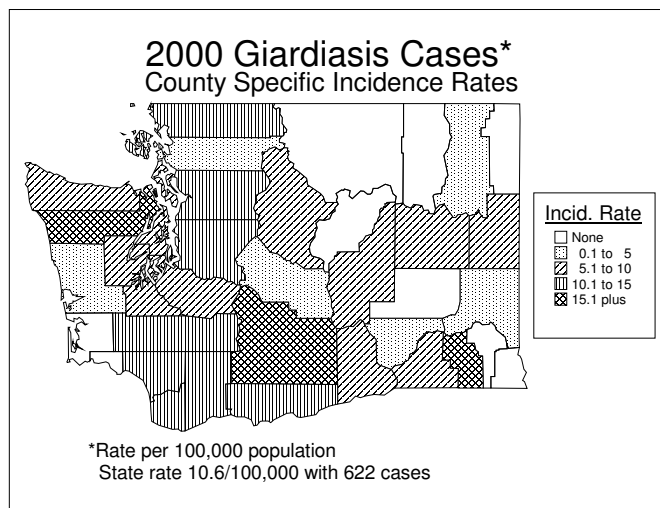 2000 Giardiasis Cases*
County Specific Incidence Rates
Incid. Rate
None
0.1 to 5
5.1 to 10
10.1 to 15
15.1 plus
*Rate per 100,000 population
State rate 10.6/100,000 with 622 cases